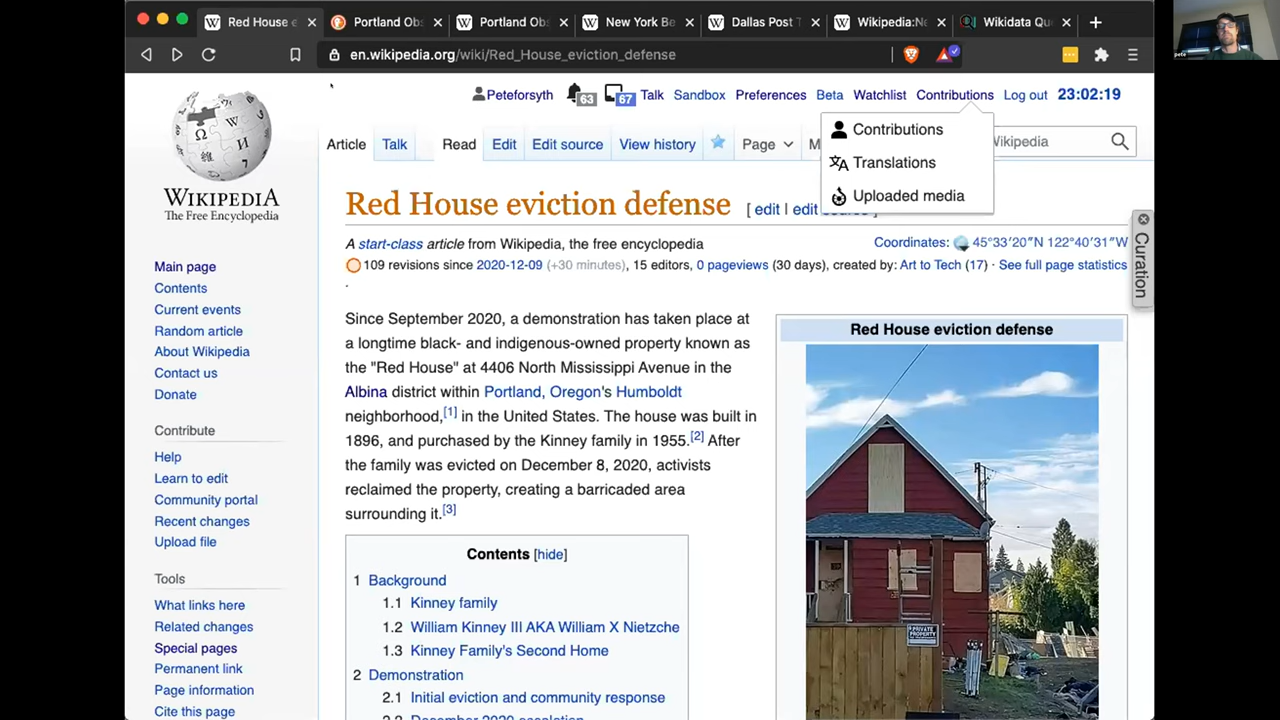 Red House e
Portland Obs
Portland Obs
New York Be
Dallas Post T
Wikipedia:Ne
Wikidata Qu
en.wikipedia.org/wiki/Red_House_eviction_defense
Peteforsyth 63 67 Talk Sandbox Preferences Beta Watchlist Contributions Log out 23:02:19
Contributions
Translations
Uploaded media
WIKIPEDIA
The Free Encyclopedia
Article Talk Read Edit Edit source View history Page M
ikipedia
Red House eviction defense [ edit | edit source ]
A start-class article from Wikipedia, the free encyclopedia
Coordinates: 45°33′20″N 122°40′31″W
109 revisions since 2020-12-09 (+30 minutes), 15 editors, 0 pageviews (30 days), created by: Art to Tech (17) · See full page statistics
.
Curation
Main page
Contents
Current events
Random article
About Wikipedia
Contact us
Donate
Contribute
Help
Learn to edit
Community portal
Recent changes
Upload file
Tools
What links here
Related changes
Special pages
Permanent link
Page information
Cite this page
Since September 2020, a demonstration has taken place at
a longtime black- and indigenous-owned property known as
the "Red House" at 4406 North Mississippi Avenue in the
Albina district within Portland, Oregon's Humboldt
neighborhood,[1] in the United States. The house was built in
1896, and purchased by the Kinney family in 1955.[2] After
the family was evicted on December 8, 2020, activists
reclaimed the property, creating a barricaded area
surrounding it.[3]
Contents [hide]
1 Background
1.1 Kinney family
1.2 William Kinney III AKA William X Nietzche
1.3 Kinney Family's Second Home
2 Demonstration
2.1 Initial eviction and community response
2.2 December 2020 escalation
Red House eviction defense
PRIVATE
PROPERTY
pete